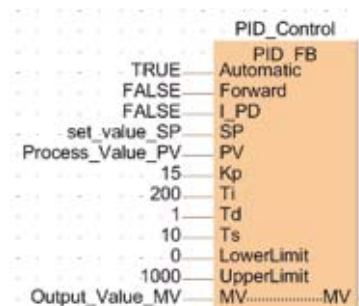 PID_Control
PID_FB
TRUE Automatic
FALSE Forward
FALSE I_PD
set_value_SP SP
Process_Value_PV PV
15 Kp
200 Ti
1 Td
10 Ts
0 LowerLimit
1000 UpperLimit
Output_Value_MV MV MV